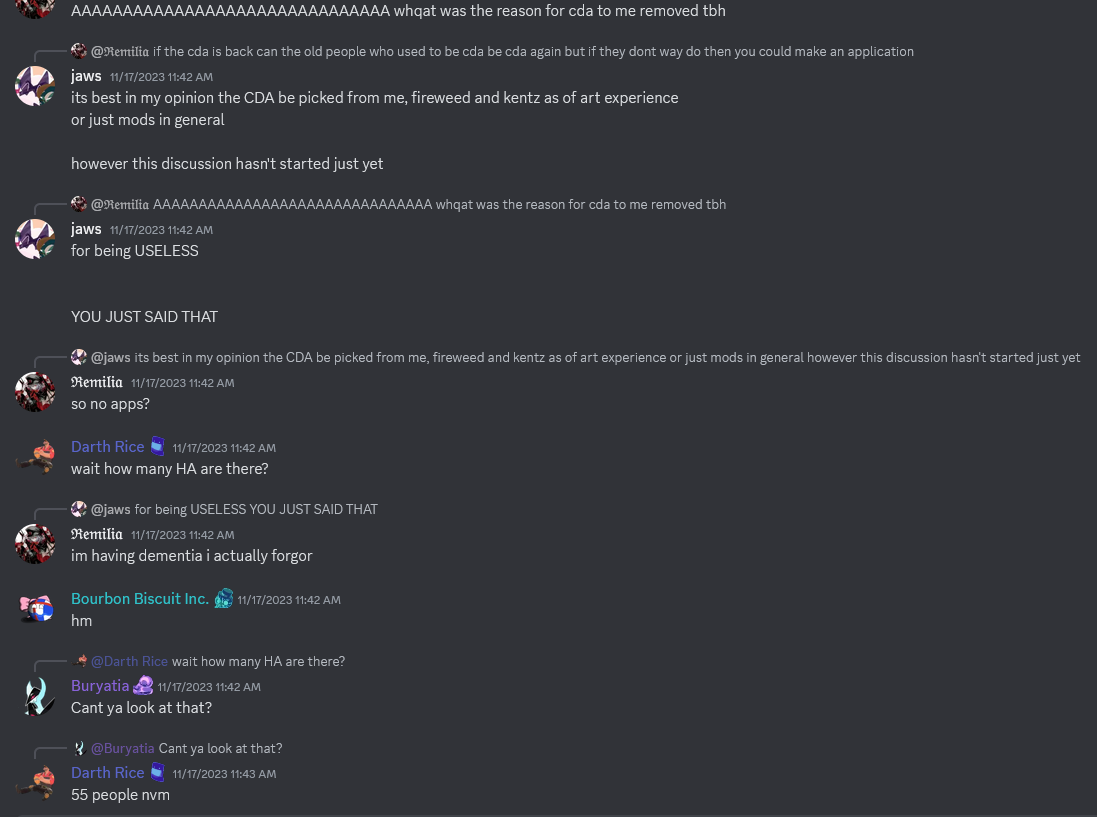 AAAAAAAAAAAAAAAAAAAAAAAAAAAAAAA whqat was the reason for cda to me removed tbh
@ℜemilia if the cda is back can the old people who used to be cda be cda again but if they dont way do then you could make an application
jaws 11/17/2023 11:42 AM
its best in my opinion the CDA be picked from me, fireweed and kentz as of art experience
or just mods in general
however this discussion hasn't started just yet
@ℜemilia AAAAAAAAAAAAAAAAAAAAAAAAAAAAAAA whqat was the reason for cda to me removed tbh
jaws 11/17/2023 11:42 AM
for being USELESS
YOU JUST SAID THAT
@jaws its best in my opinion the CDA be picked from me, fireweed and kentz as of art experience or just mods in general however this discussion hasn't started just yet
ℜemilia 11/17/2023 11:42 AM
so no apps?
Darth Rice 11/17/2023 11:42 AM
wait how many HA are there?
@jaws for being USELESS YOU JUST SAID THAT
ℜemilia 11/17/2023 11:42 AM
im having dementia i actually forgor
Bourbon Biscuit Inc. 11/17/2023 11:42 AM
hm
@Darth Rice wait how many HA are there?
Buryatia 11/17/2023 11:42 AM
Cant ya look at that?
@Buryatia Cant ya look at that?
Darth Rice 11/17/2023 11:43 AM
55 people nvm